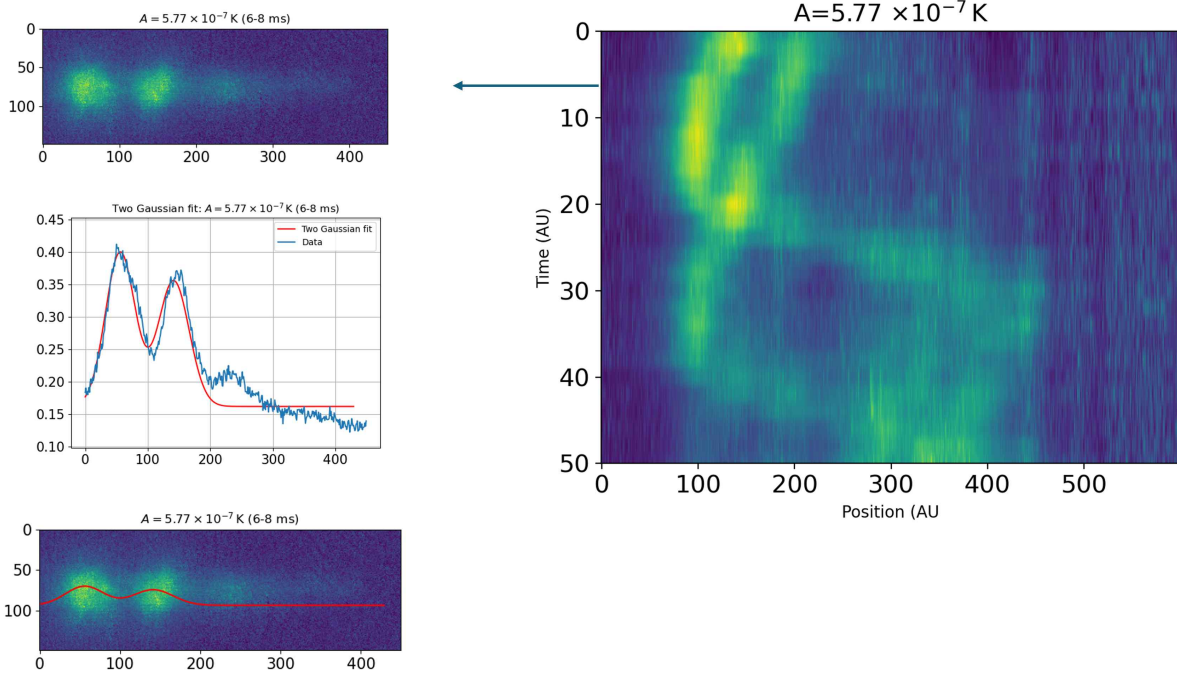 A = 5.77 × 10⁻⁷ K (6-8 ms)
0
50
100
0 100 200 300 400
Two Gaussian fit: A = 5.77 × 10⁻⁷ K (6-8 ms)
0.45
0.40
0.35
0.30
0.25
0.20
0.15
0.10
Two Gaussian fit
Data
0 100 200 300 400
A = 5.77 × 10⁻⁷ K (6-8 ms)
0
50
100
0 100 200 300 400
A=5.77 ×10⁻⁷ K
0
10
20
30
40
50
Time (AU)
0 100 200 300 400 500
Position (AU